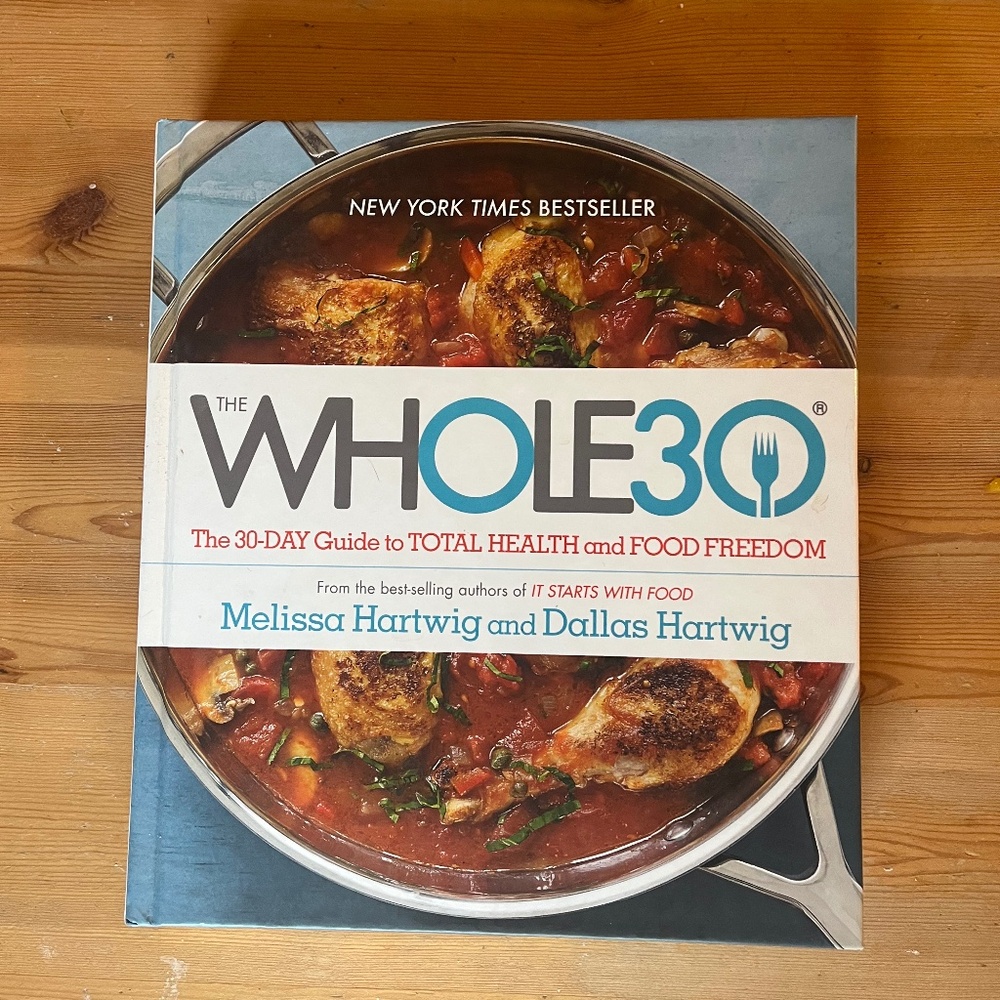 NEW YORK TIMES BESTSELLER
THE WHOLE30®
The 30-DAY Guide to TOTAL HEALTH and FOOD FREEDOM
From the best-selling authors of IT STARTS WITH FOOD
Melissa Hartwig and Dallas Hartwig